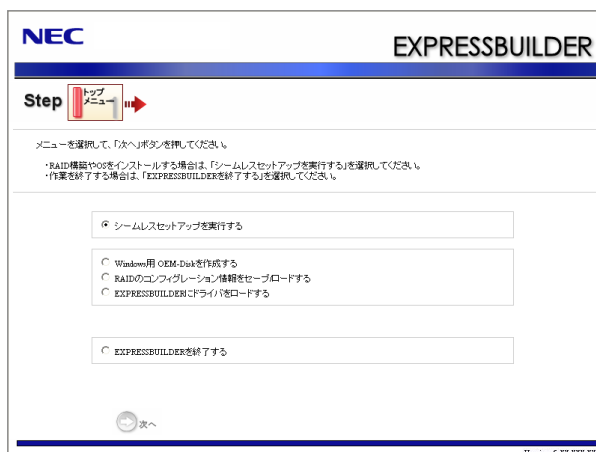 NEC
EXPRESSBUILDER
Step
トップ
メニュー
メニューを選択して、「次へ」ボタンを押してください。
・RAID構築やOSをインストールする場合は、「シームレスセットアップを実行する」を選択してください。
・作業を終了する場合は、「EXPRESSBUILDERを終了する」を選択してください。
シームレスセットアップを実行する
Windows用 OEM-Diskを作成する
RAIDのコンフィグレーション情報をセーブ/ロードする
EXPRESSBUILDERにドライバをロードする
EXPRESSBUILDERを終了する
次へ